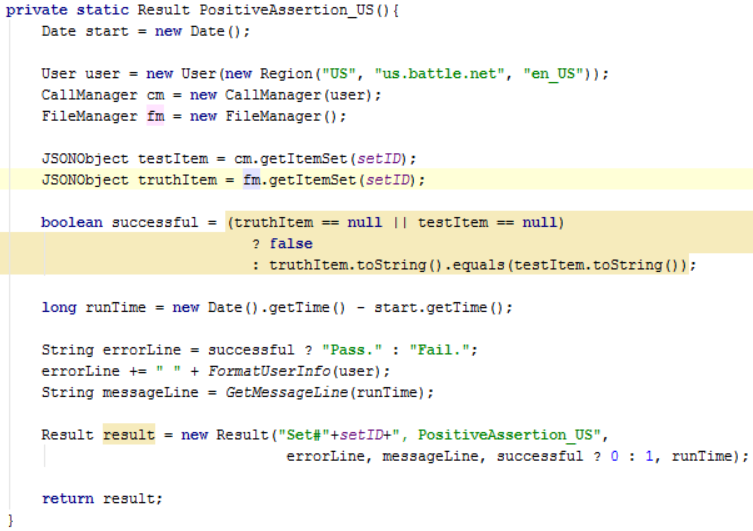 private static Result PositiveAssertion_US(){
    Date start = new Date();

    User user = new User(new Region("US", "us.battle.net", "en_US"));
    CallManager cm = new CallManager(user);
    FileManager fm = new FileManager();

    JSONObject testItem = cm.getItemSet(setID);
    JSONObject truthItem = fm.getItemSet(setID);

    boolean successful = (truthItem == null || testItem == null)
                            ? false
                            : truthItem.toString().equals(testItem.toString());

    long runTime = new Date().getTime() - start.getTime();

    String errorLine = successful ? "Pass." : "Fail.";
    errorLine += " " + FormatUserInfo(user);
    String messageLine = GetMessageLine(runTime);

    Result result = new Result("Set#"+setID+", PositiveAssertion_US",
                                errorLine, messageLine, successful ? 0 : 1, runTime);

    return result;
}